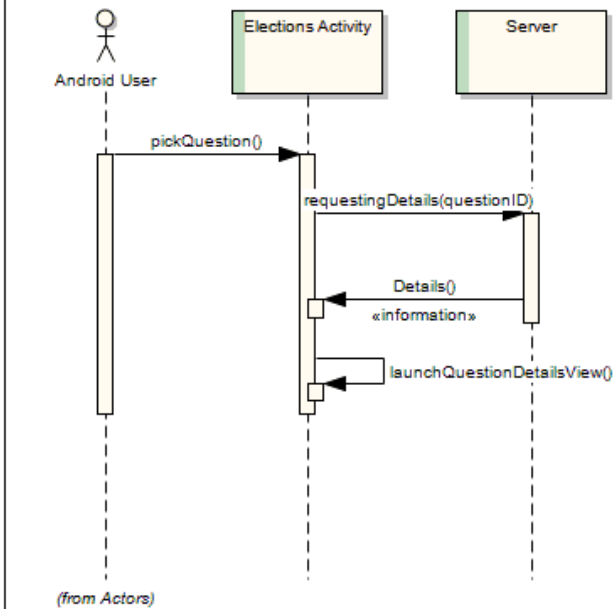 Elections Activity
Server
Android User
pickQuestion()
requestingDetails(questionID)
Details()
«information»
launchQuestionDetailsView()
(from Actors)